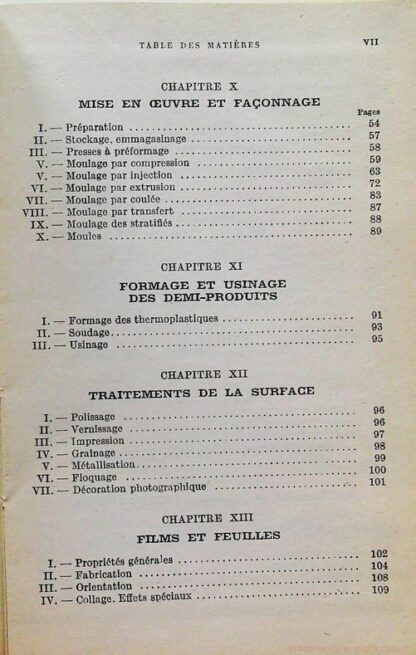 TABLE DES MATIÈRES VII
CHAPITRE X
MISE EN ŒUVRE ET FAÇONNAGE
Pages
I. — Préparation 54
II. — Stockage, emmagasinage 57
III. — Presses à préformage 58
V. — Moulage par compression 59
V. — Moulage par injection 63
VI. — Moulage par extrusion 72
VII. — Moulage par coulée 83
VIII. — Moulage par transfert 87
IX. — Moulage des stratifiés 88
X. — Moules 89
CHAPITRE XI
FORMAGE ET USINAGE
DES DEMI-PRODUITS
I. — Formage des thermoplastiques 91
II. — Soudage 93
III. — Usinage 95
CHAPITRE XII
TRAITEMENTS DE LA SURFACE
I. — Polissage 96
II. — Vernissage 96
III. — Impression 97
IV. — Grainage 98
V. — Métallisation 99
VI. — Floquage 100
VII. — Décoration photographique 101
CHAPITRE XIII
FILMS ET FEUILLES
I. — Propriétés générales 102
II. — Fabrication 104
III. — Orientation 108
IV. — Collage. Effets spéciaux 109